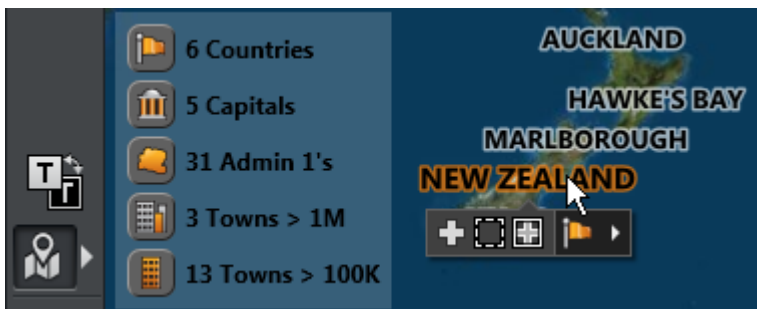 6 Countries
5 Capitals
31 Admin 1's
3 Towns > 1M
13 Towns > 100K
T
T
AUCKLAND
HAWKE'S BAY
MARLBOROUGH
NEW ZEALAND